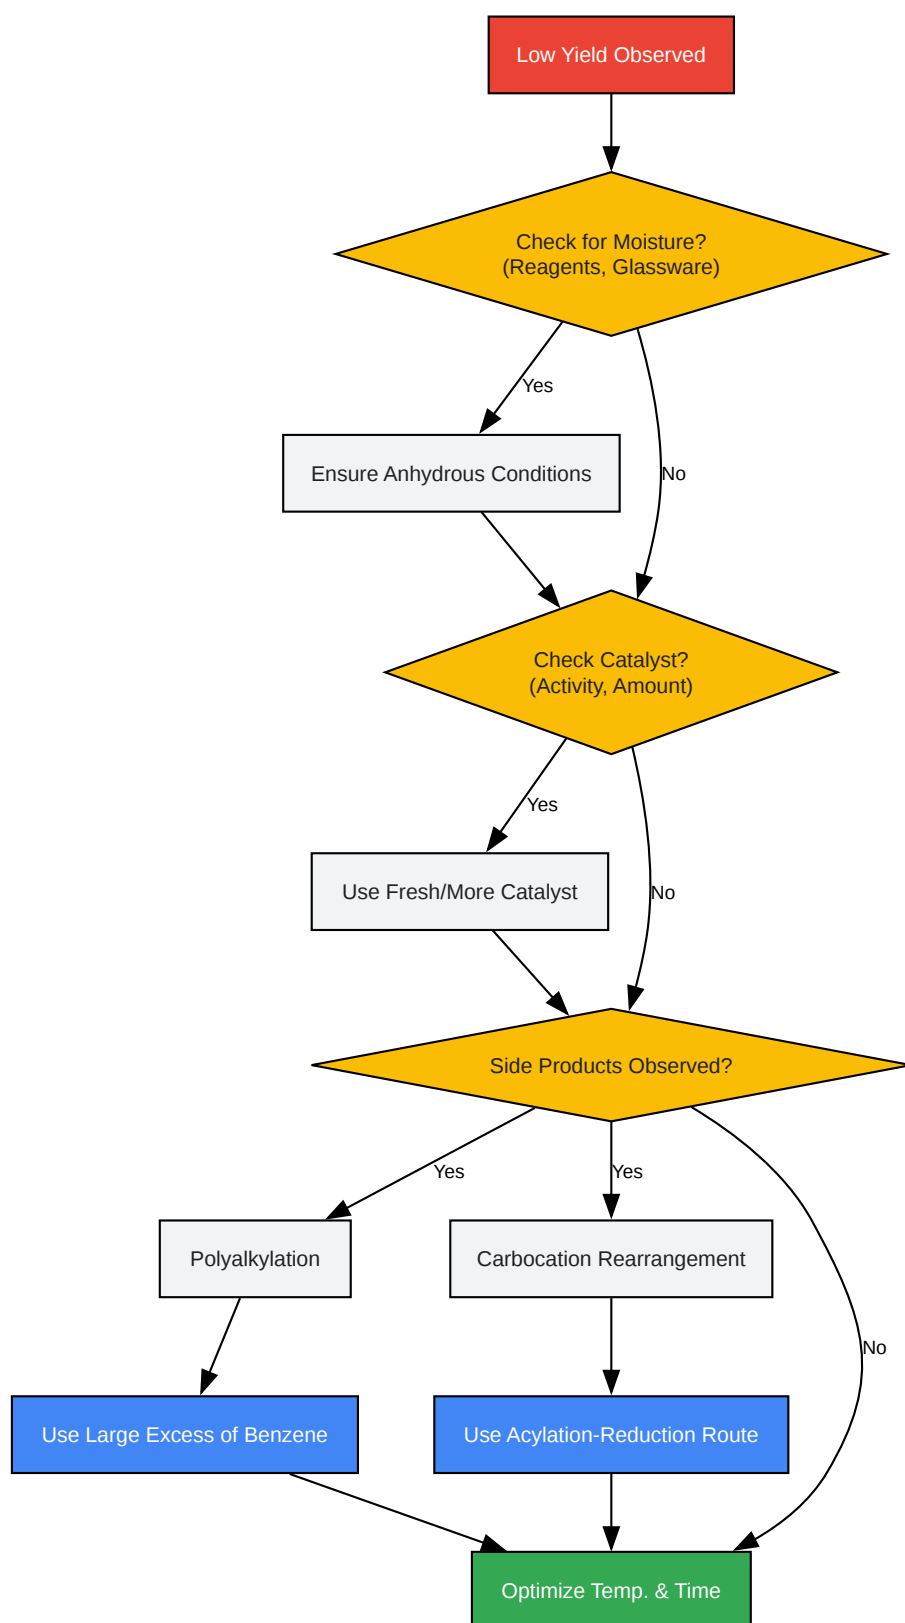 Low Yield Observed
Check for Moisture?
(Reagents, Glassware)
Yes
Ensure Anhydrous Conditions
No
Check Catalyst?
(Activity, Amount)
Yes
Use Fresh/More Catalyst
No
Side Products Observed?
Yes
Yes
Polyalkylation
Carbocation Rearrangement
No
Use Large Excess of Benzene
Use Acylation-Reduction Route
Optimize Temp. & Time